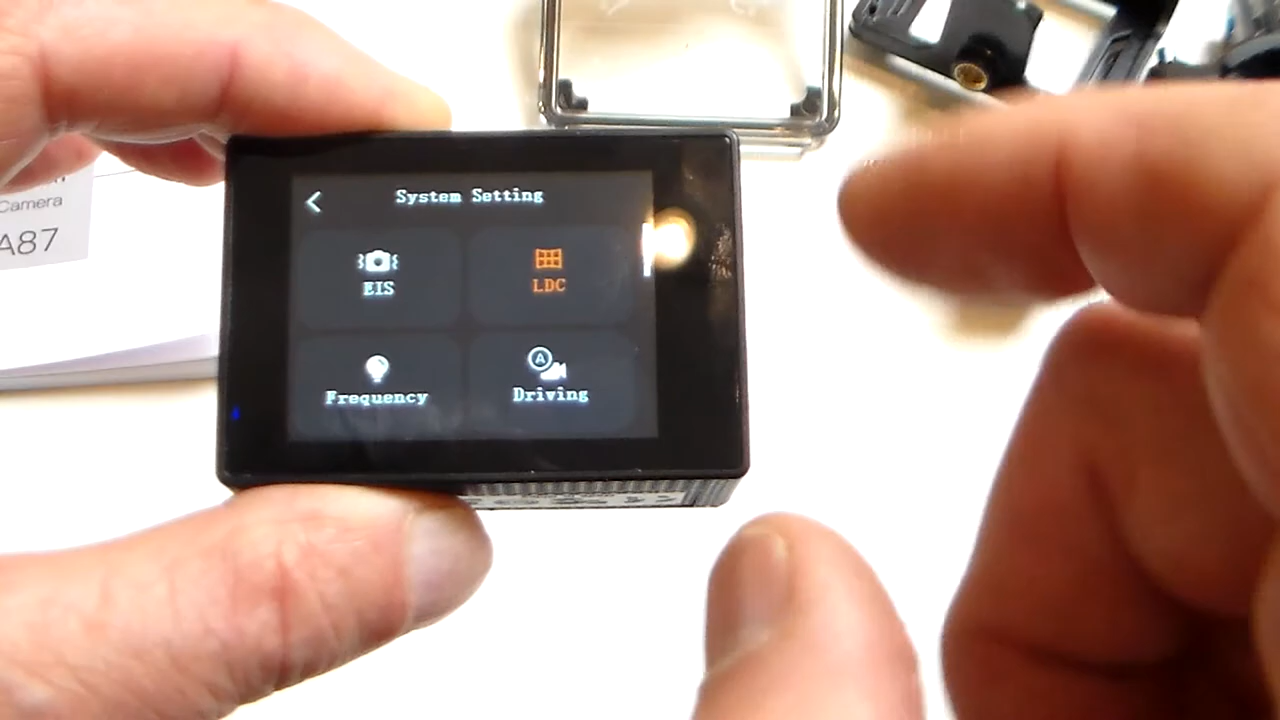 Camera
A87
System Setting
EIS
LDC
Frequency
A
Driving